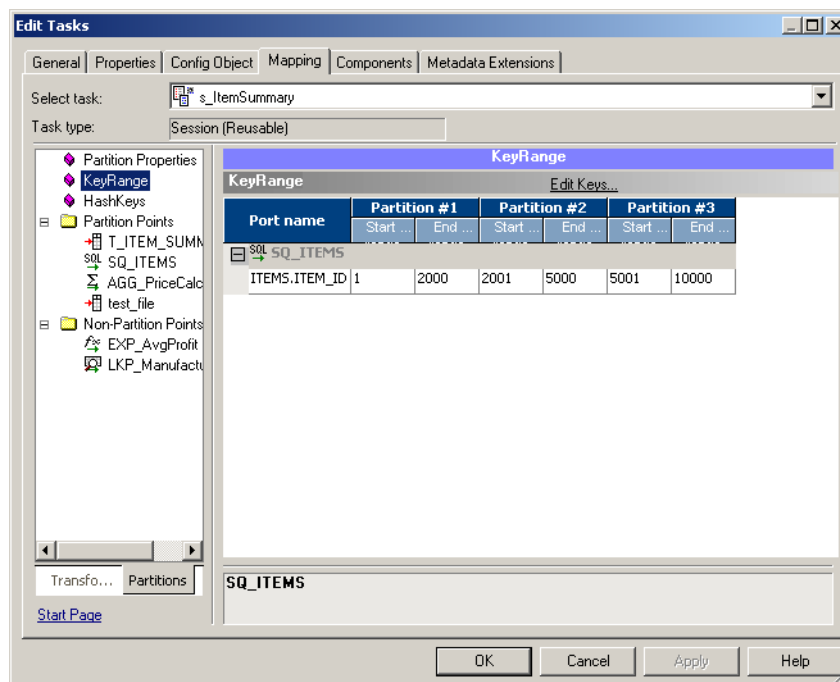 Edit Tasks
General Properties Config Object Mapping Components Metadata Extensions
Select task: s_ItemSummary
Task type: Session (Reusable)
Partition Properties
KeyRange
HashKeys
Partition Points
T_ITEM_SUMM
SQL SQ_ITEMS
AGG_PriceCalc
test_file
Non-Partition Points
EXP_AvgProfit
LKP_Manufactu
Transfo... Partitions
Start Page
KeyRange
KeyRange Edit Keys...
Port name Partition #1 Partition #2 Partition #3
Start ... End ... Start ... End ... Start ... End ...
SQL SQ_ITEMS
ITEMS.ITEM_ID 1 2000 2001 5000 5001 10000
SQ_ITEMS
OK Cancel Apply Help